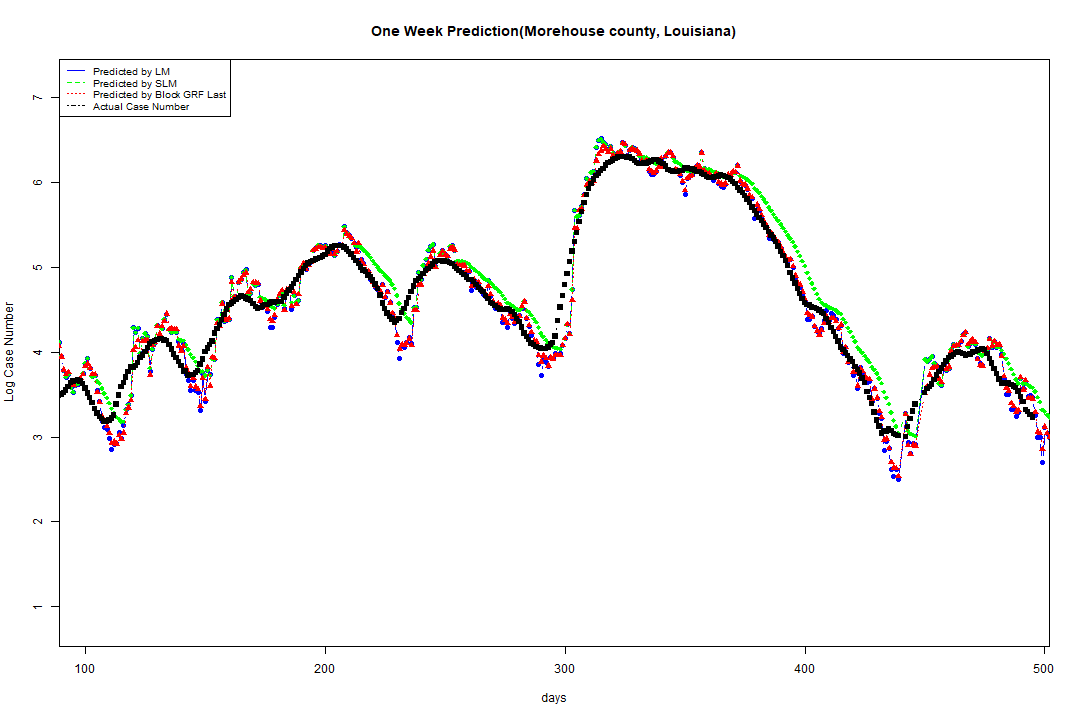 One Week Prediction(Morehouse county, Louisiana)
Predicted by LM
Predicted by SLM
Predicted by Block GRF Last
Actual Case Number
7
6
5
4
3
2
1
Log Case Number
100 200 300 400 500
days